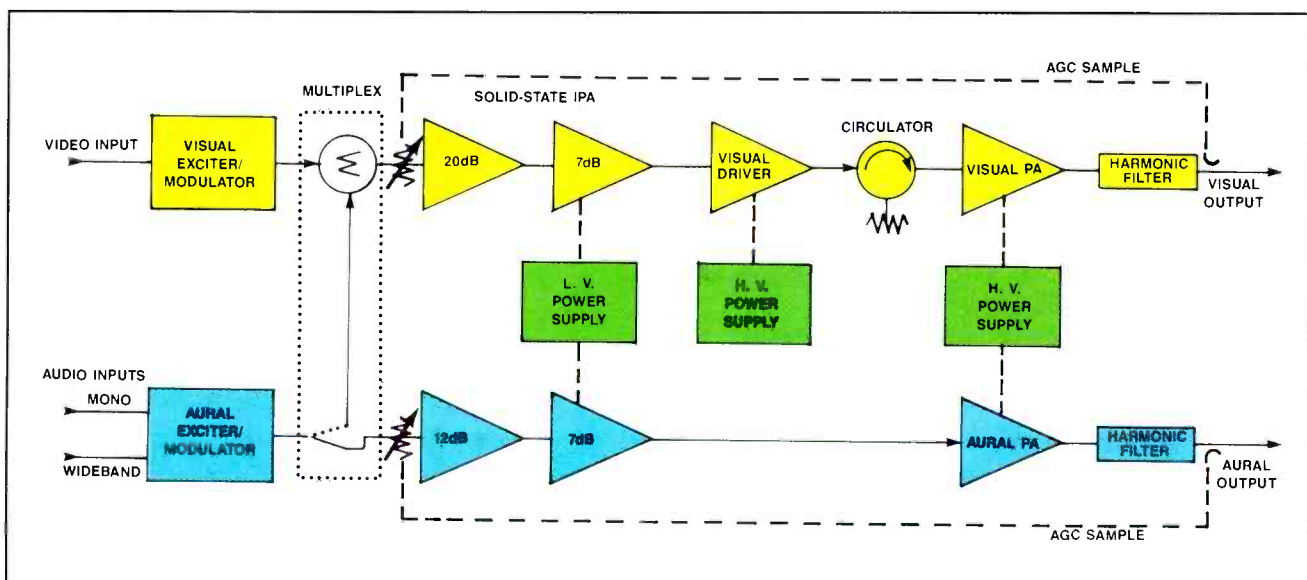 AGC SAMPLE
MULTIPLEX
SOLID-STATE IPA
CIRCULATOR
VIDEO INPUT
VISUAL
EXCITER/
MODULATOR
Σ
20dB
7dB
VISUAL
DRIVER
VISUAL PA
HARMONIC
FILTER
VISUAL
OUTPUT
L. V.
POWER
SUPPLY
H. V.
POWER
SUPPLY
H. V.
POWER
SUPPLY
AUDIO INPUTS
MONO
WIDEBAND
AURAL
EXCITER/
MODULATOR
12dB
7dB
AURAL PA
HARMONIC
FILTER
AURAL
OUTPUT
AGC SAMPLE